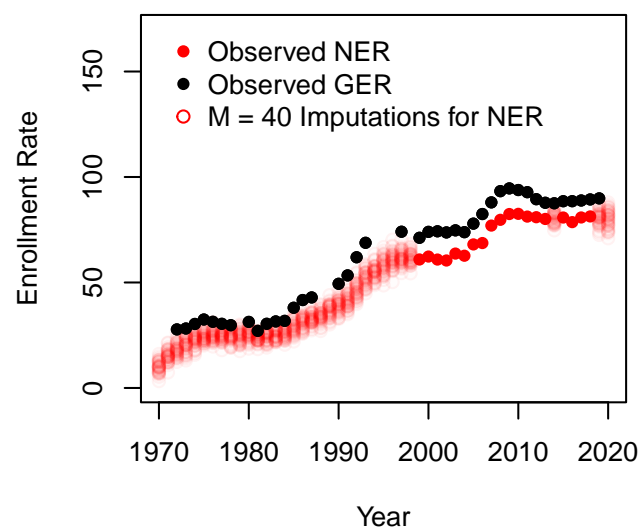 Observed NER
Observed GER
M = 40 Imputations for NER
Enrollment Rate
150
100
50
0
1970 1980 1990 2000 2010 2020
Year